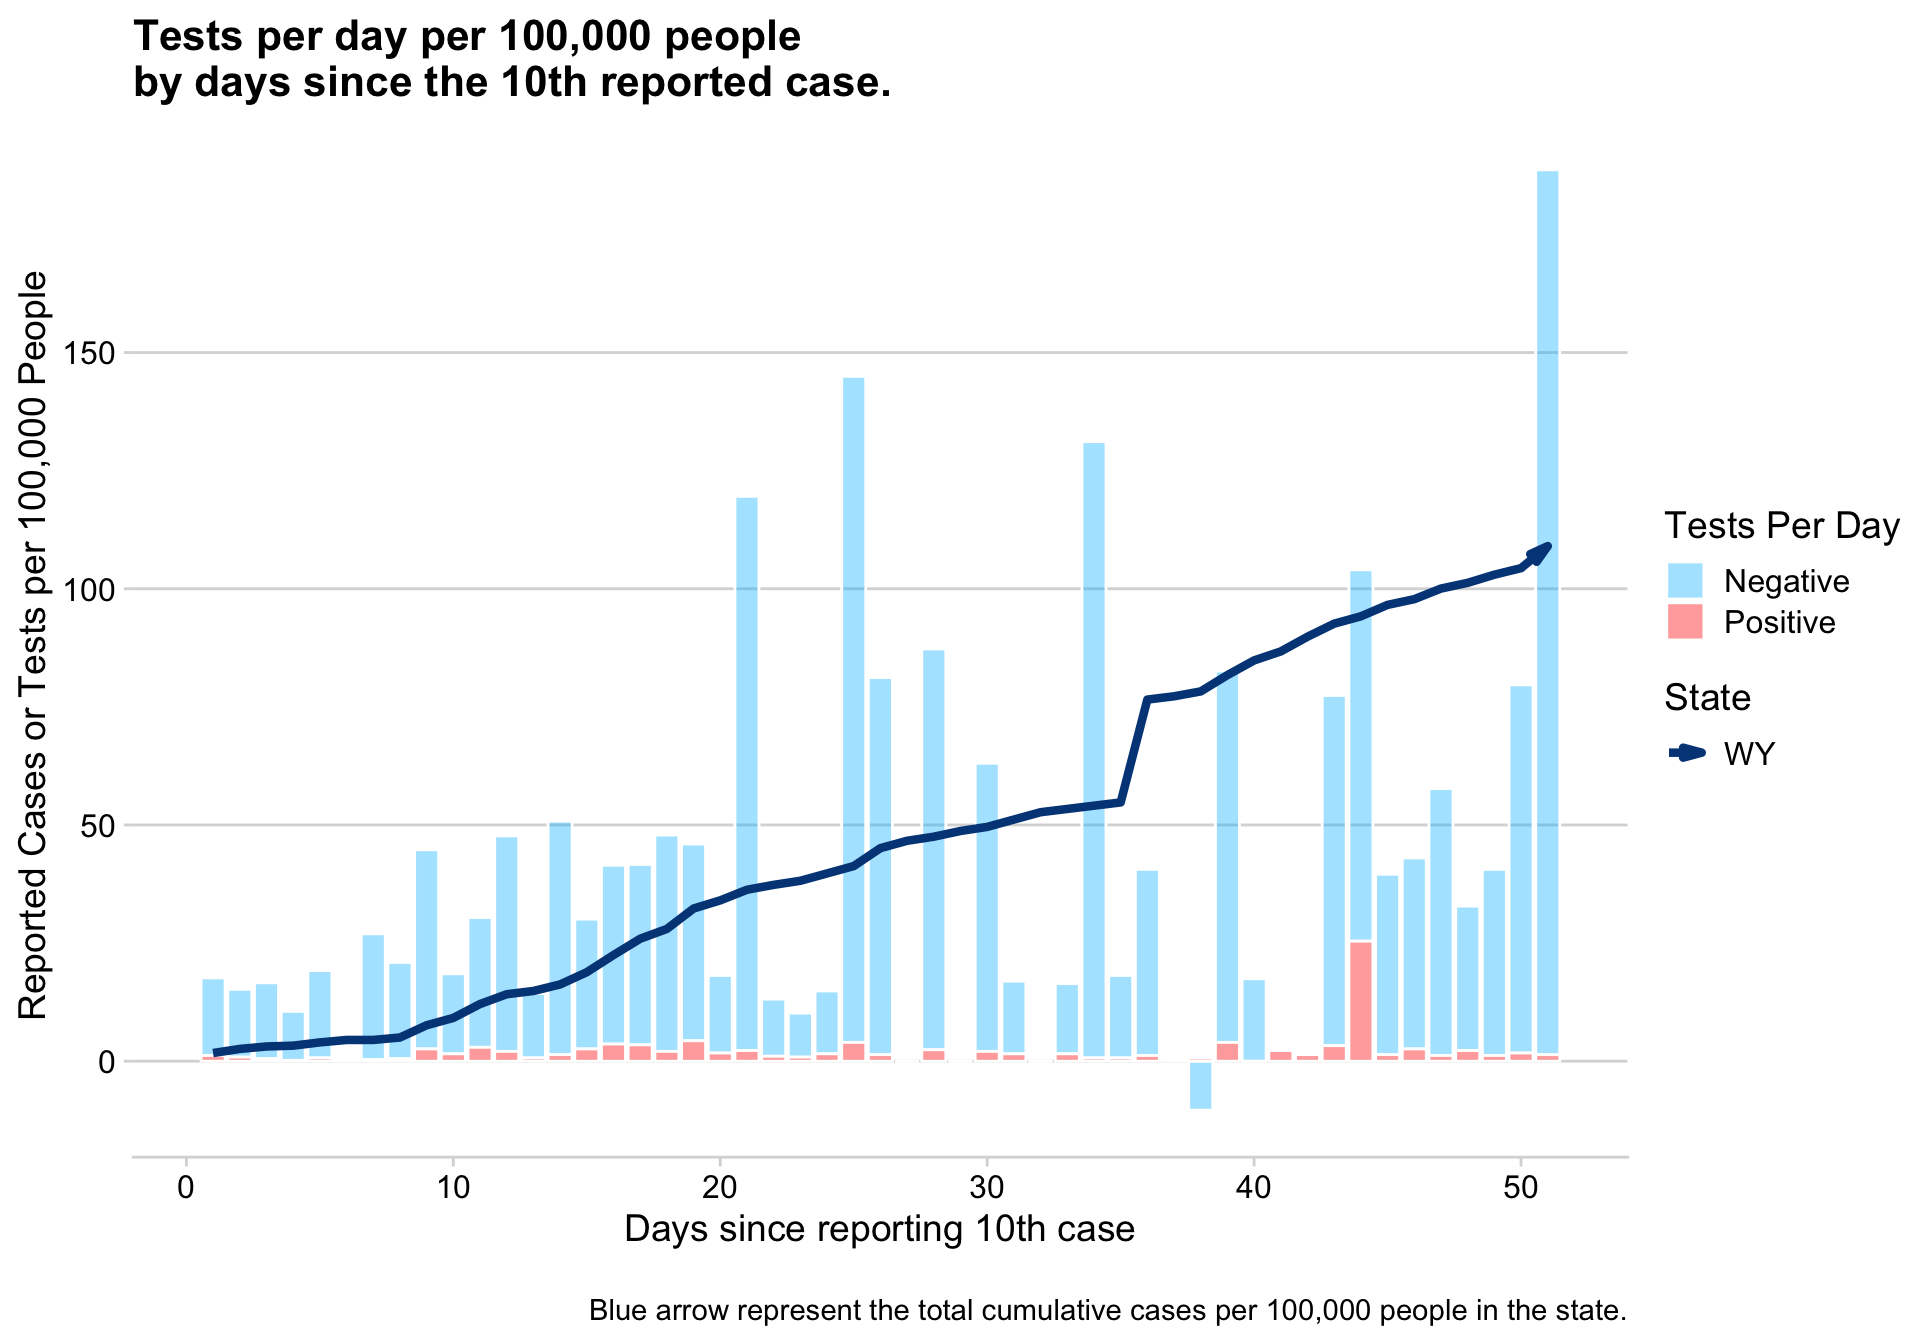 Tests per day per 100,000 people
by days since the 10th reported case.
Reported Cases or Tests per 100,000 People
150
100
50
0
0
10
20
30
40
50
Days since reporting 10th case
Tests Per Day
Negative
Positive
State
WY
Blue arrow represent the total cumulative cases per 100,000 people in the state.